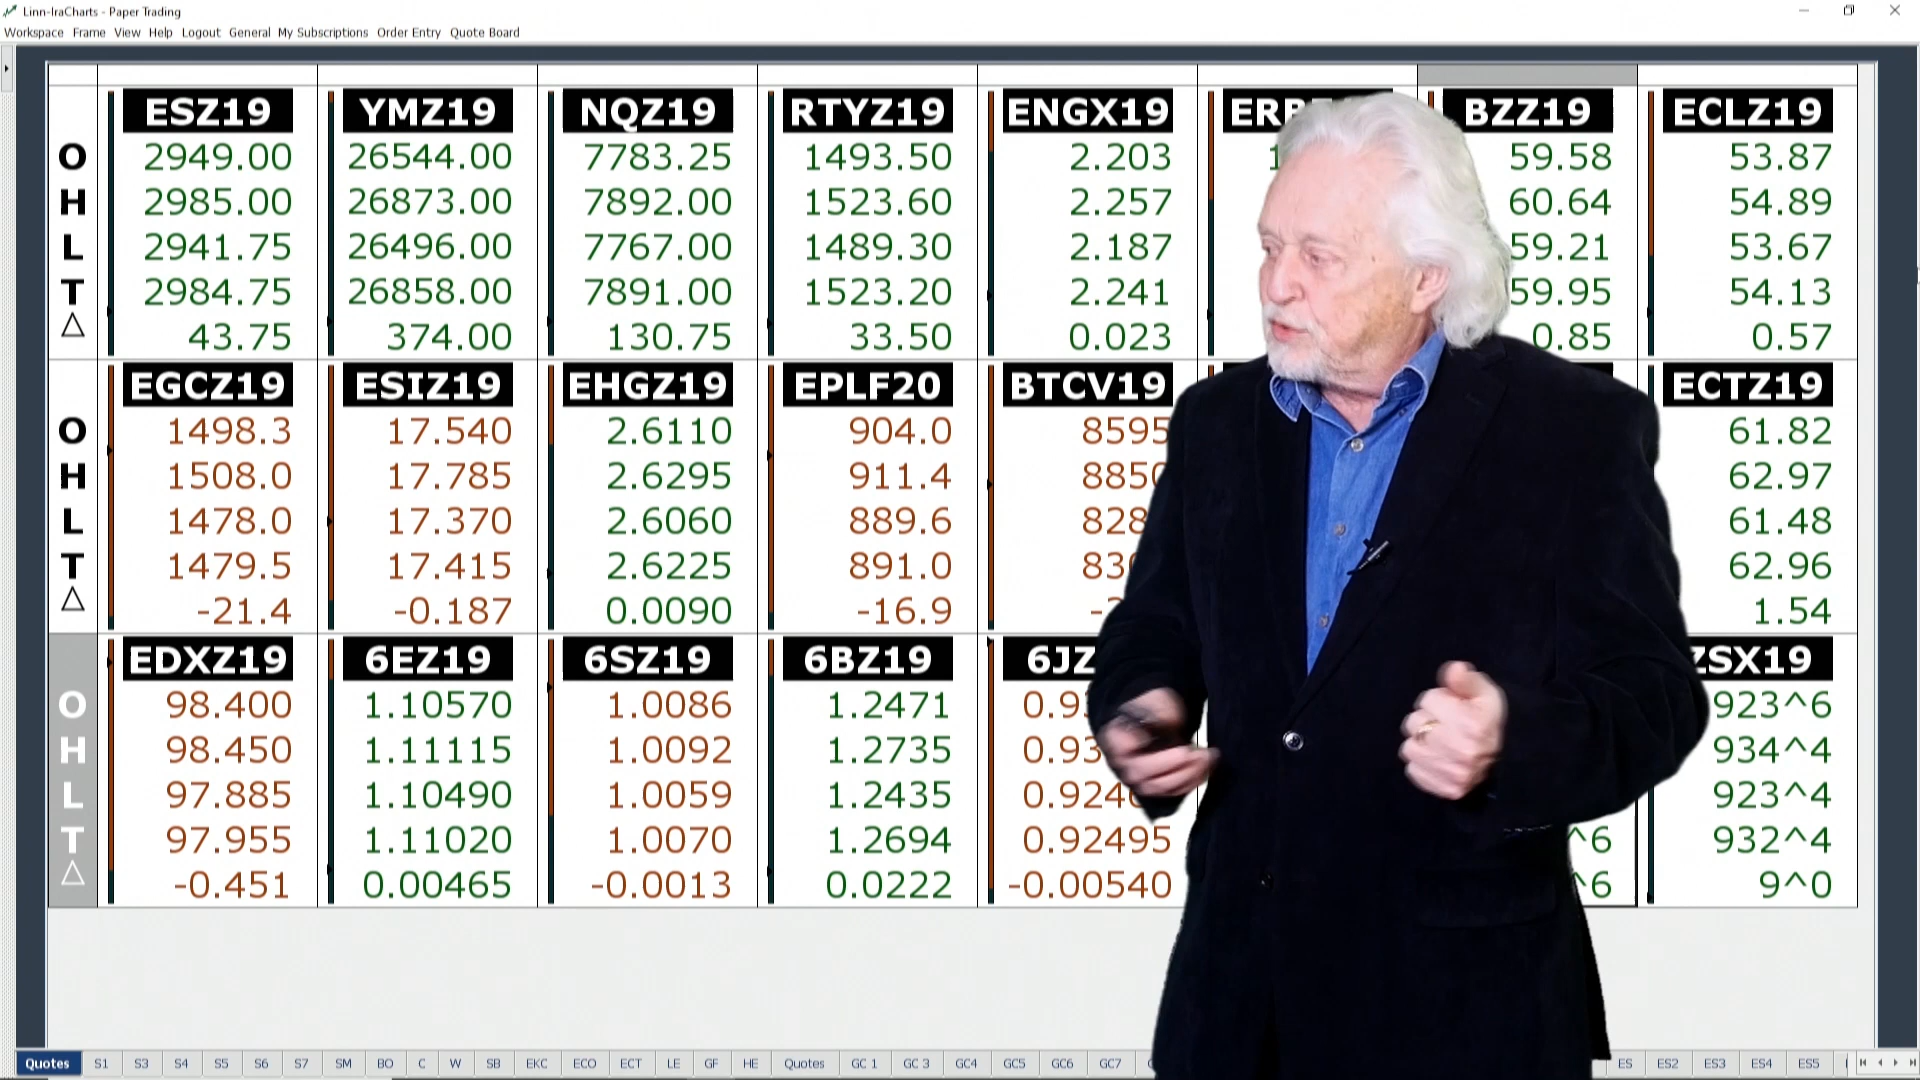 Linn-IraCharts - Paper Trading
Workspace Frame View Help Logout General My Subscriptions Order Entry Quote Board
ESZ19 YMZ19 NQZ19 RTYZ19 ENGX19 BZZ19 ECLZ19
O 2949.00 26544.00 7783.25 1493.50 2.203 59.58 53.87
H 2985.00 26873.00 7892.00 1523.60 2.257 60.64 54.89
L 2941.75 26496.00 7767.00 1489.30 2.187 59.21 53.67
T 2984.75 26858.00 7891.00 1523.20 2.241 59.95 54.13
△ 43.75 374.00 130.75 33.50 0.023 0.85 0.57
EGCZ19 ESIZ19 EHGZ19 EPLF20 BTCV19 ECTZ19
O 1498.3 17.540 2.6110 904.0 8595 61.82
H 1508.0 17.785 2.6295 911.4 62.97
L 1478.0 17.370 2.6060 889.6 61.48
T 1479.5 17.415 2.6225 891.0 62.96
△ -21.4 -0.187 0.0090 -16.9 1.54
EDXZ19 6EZ19 6SZ19 6BZ19 ZSX19
O 98.400 1.10570 1.0086 1.2471 923^6
H 98.450 1.11115 1.0092 1.2735 934^4
L 97.885 1.10490 1.0059 1.2435 923^4
T 97.955 1.11020 1.0070 1.2694 0.92495 ^6 932^4
△ -0.451 0.00465 -0.0013 0.0222 -0.00540 ^6 9^0
Quotes S1 S3 S4 S5 S6 S7 SM BO C W SB EKC ECO ECT LE GF HE Quotes GC 1 GC 3 GC4 GC5 GC6 GC7 ES ES2 ES3 ES4 ES5